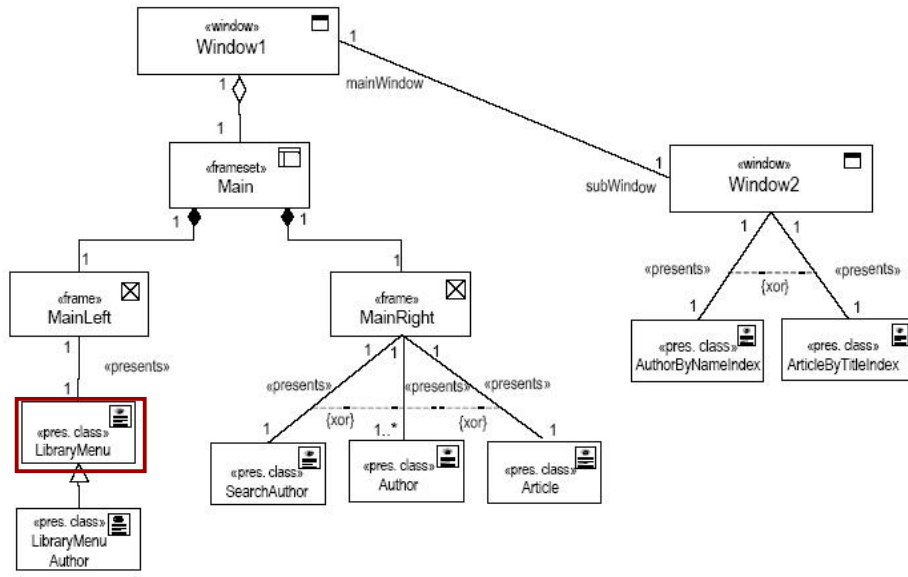 «window»
Window1
1
mainWindow
1
1
1
subWindow
«window»
Window2
«frameset»
Main
1
1
1
1
1
1
«presents»
«presents»
{xor}
1
1
«frame»
MainLeft
«frame»
MainRight
«pres. class»
AuthorByNameIndex
«pres. class»
ArticleByTitleIndex
1
«presents»
1
1
1
1
«presents»
«presents»
«presents»
{xor}
{xor}
1
1..*
1
«pres. class»
LibraryMenu
«pres. class»
SearchAuthor
«pres. class»
Author
«pres. class»
Article
«pres. class»
LibraryMenu
Author